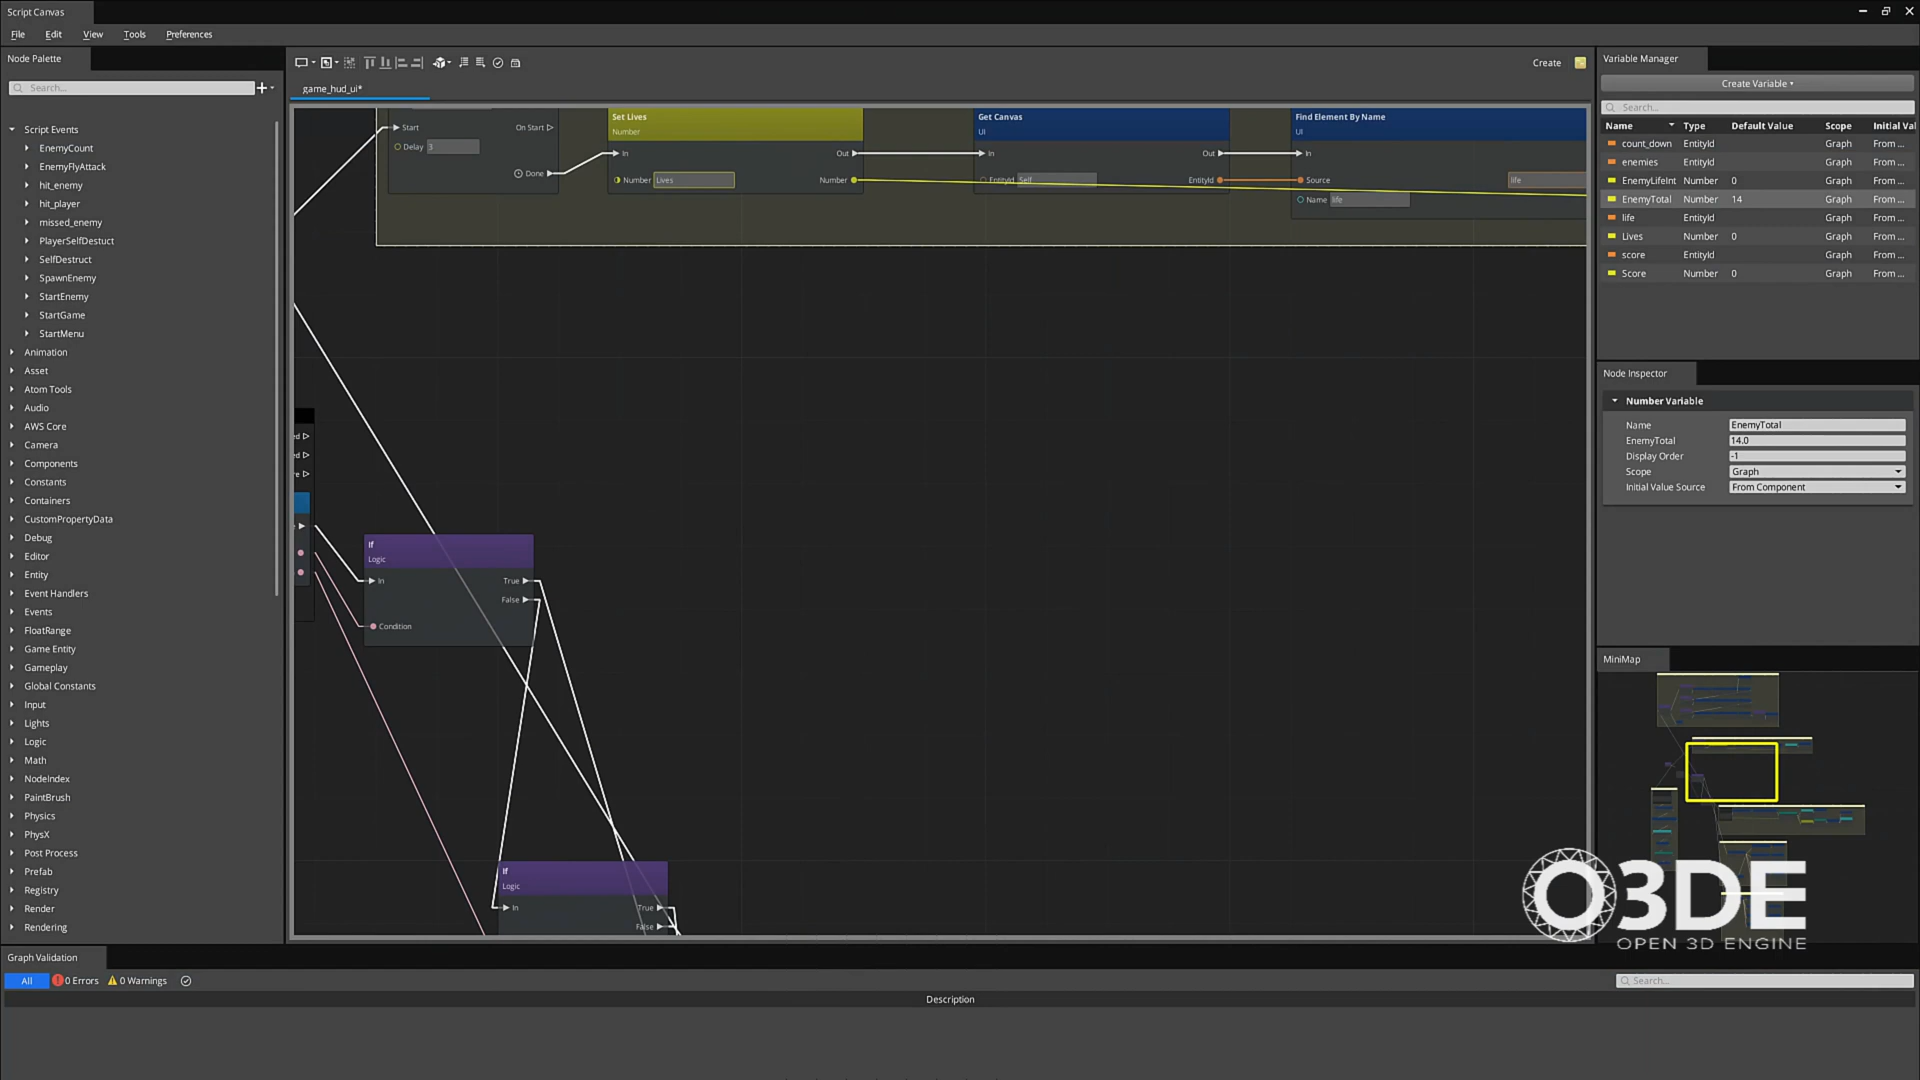 Script Canvas
File Edit View Tools Preferences
Node Palette
Search...
Script Events
EnemyCount
EnemyFlyAttack
hit_enemy
hit_player
missed_enemy
PlayerSelfDestuct
SelfDestruct
SpawnEnemy
StartEnemy
StartGame
StartMenu
Animation
Asset
Atom Tools
Audio
AWS Core
Camera
Components
Constants
Containers
CustomPropertyData
Debug
Editor
Entity
Event Handlers
Events
FloatRange
Game Entity
Gameplay
Global Constants
Input
Lights
Logic
Math
NodeIndex
PaintBrush
Physics
PhysX
Post Process
Prefab
Registry
Render
Rendering
Create
game_hud_ui*
Start On Start
Delay 3
Done
Set Lives
Number
In Out
Number Lives Number
Get Canvas
UI
In Out
EntityId Self EntityId
Find Element By Name
UI
In
Source life
Name life
ed
ed
re
If
Logic
In True
False
Condition
If
Logic
In True
False
Variable Manager
Create Variable
Search...
Name Type Default Value Scope Initial Val
count_down EntityId Graph From ...
enemies EntityId Graph From ...
EnemyLifeInt Number 0 Graph From ...
EnemyTotal Number 14 Graph From ...
life EntityId Graph From ...
Lives Number 0 Graph From ...
score EntityId Graph From ...
Score Number 0 Graph From ...
Node Inspector
Number Variable
Name EnemyTotal
EnemyTotal 14.0
Display Order -1
Scope Graph
Initial Value Source From Component
MiniMap
O3DE
OPEN 3D ENGINE
Graph Validation
All 0 Errors 0 Warnings
Search...
Description